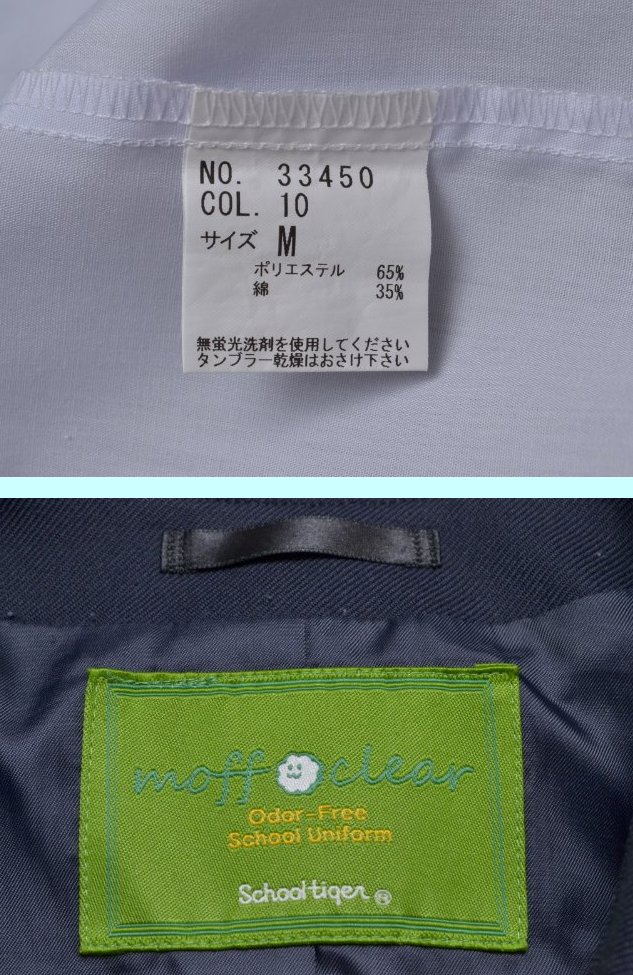 NO. 33450
COL. 10
サイズ M
ポリエステル 65%
綿 35%
無蛍光洗剤を使用してください
タンブラー乾燥はおさけ下さい
moff clear
Odor-Free
School Uniform
Schooltiger ®